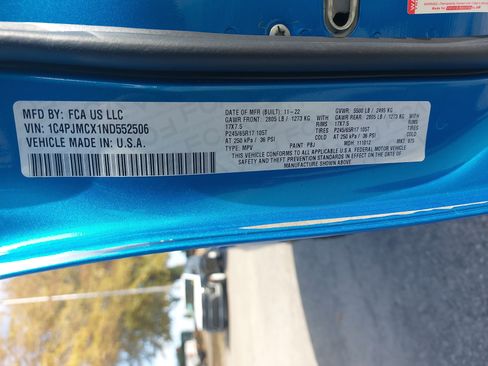 MFD BY: FCA US LLC
VIN: 1C4PJMCX1ND552506
VEHICLE MADE IN: U.S.A.
DATE OF MFR (BUILT): 11-22 GVWR: 5500 LB / 2495 KG
GAWR FRONT: 2805 LB / 1273 KG WITH GAWR REAR: 2805 LB / 1273 KG WITH
17X7.5 RIMS 17X7.5 RIMS
P245/65R17 105T TIRES P245/65R17 105T TIRES
AT 250 kPa / 36 PSI COLD AT 250 kPa / 36 PSI COLD
TYPE: MPV PAINT: PBJ MDH: 111012 MKT: 975
THIS VEHICLE CONFORMS TO ALL APPLICABLE U.S.A. FEDERAL MOTOR VEHICLE
SAFETY AND THEFT PREVENTION STANDARDS IN EFFECT ON THE DATE OF
MANUFACTURE SHOWN ABOVE